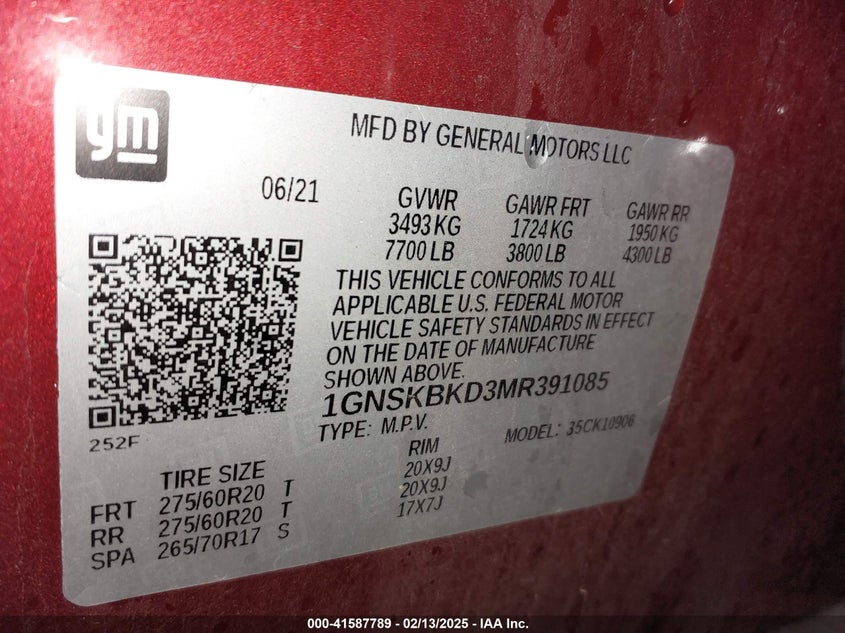 gm
MFD BY GENERAL MOTORS LLC
06/21
GVWR GAWR FRT GAWR RR
3493 KG 1724 KG 1950 KG
7700 LB 3800 LB 4300 LB
THIS VEHICLE CONFORMS TO ALL
APPLICABLE U.S. FEDERAL MOTOR
VEHICLE SAFETY STANDARDS IN EFFECT
ON THE DATE OF MANUFACTURE
SHOWN ABOVE.
1GNSKBKD3MR391085
TYPE: M.P.V. MODEL: 35CK10906
252F
TIRE SIZE RIM
FRT 275/60R20 T 20X9J
RR 275/60R20 T 20X9J
SPA 265/70R17 S 17X7J
000-41587789 - 02/13/2025 - IAA Inc.